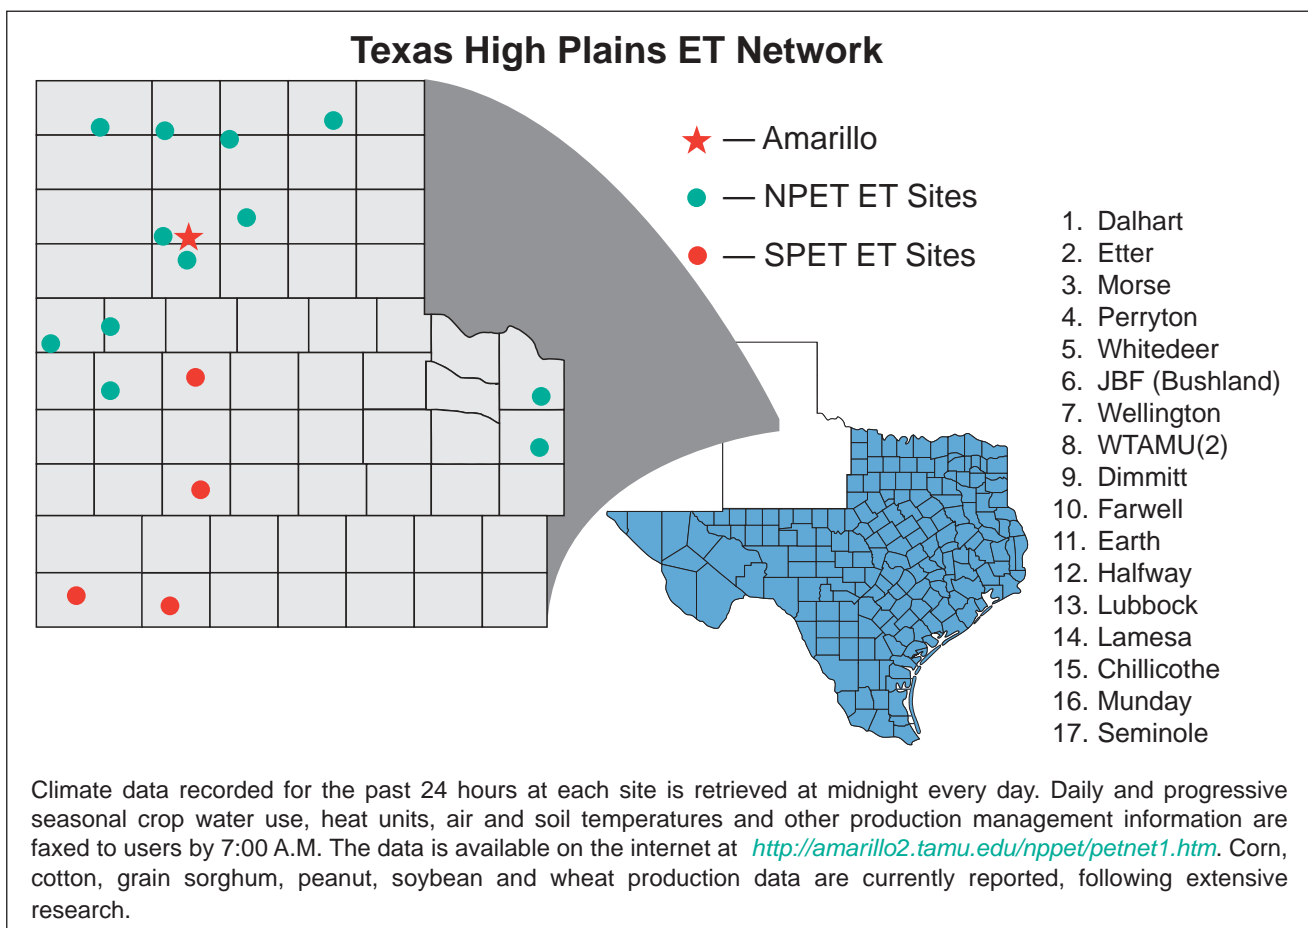 Texas High Plains ET Network
— Amarillo
— NPET ET Sites
— SPET ET Sites
1. Dalhart
2. Etter
3. Morse
4. Perryton
5. Whitedeer
6. JBF (Bushland)
7. Wellington
8. WTAMU(2)
9. Dimmitt
10. Farwell
11. Earth
12. Halfway
13. Lubbock
14. Lamesa
15. Chillicothe
16. Munday
17. Seminole
Climate data recorded for the past 24 hours at each site is retrieved at midnight every day. Daily and progressive
seasonal crop water use, heat units, air and soil temperatures and other production management information are
faxed to users by 7:00 A.M. The data is available on the internet at http://amarillo2.tamu.edu/nppet/petnet1.htm. Corn,
cotton, grain sorghum, peanut, soybean and wheat production data are currently reported, following extensive
research.